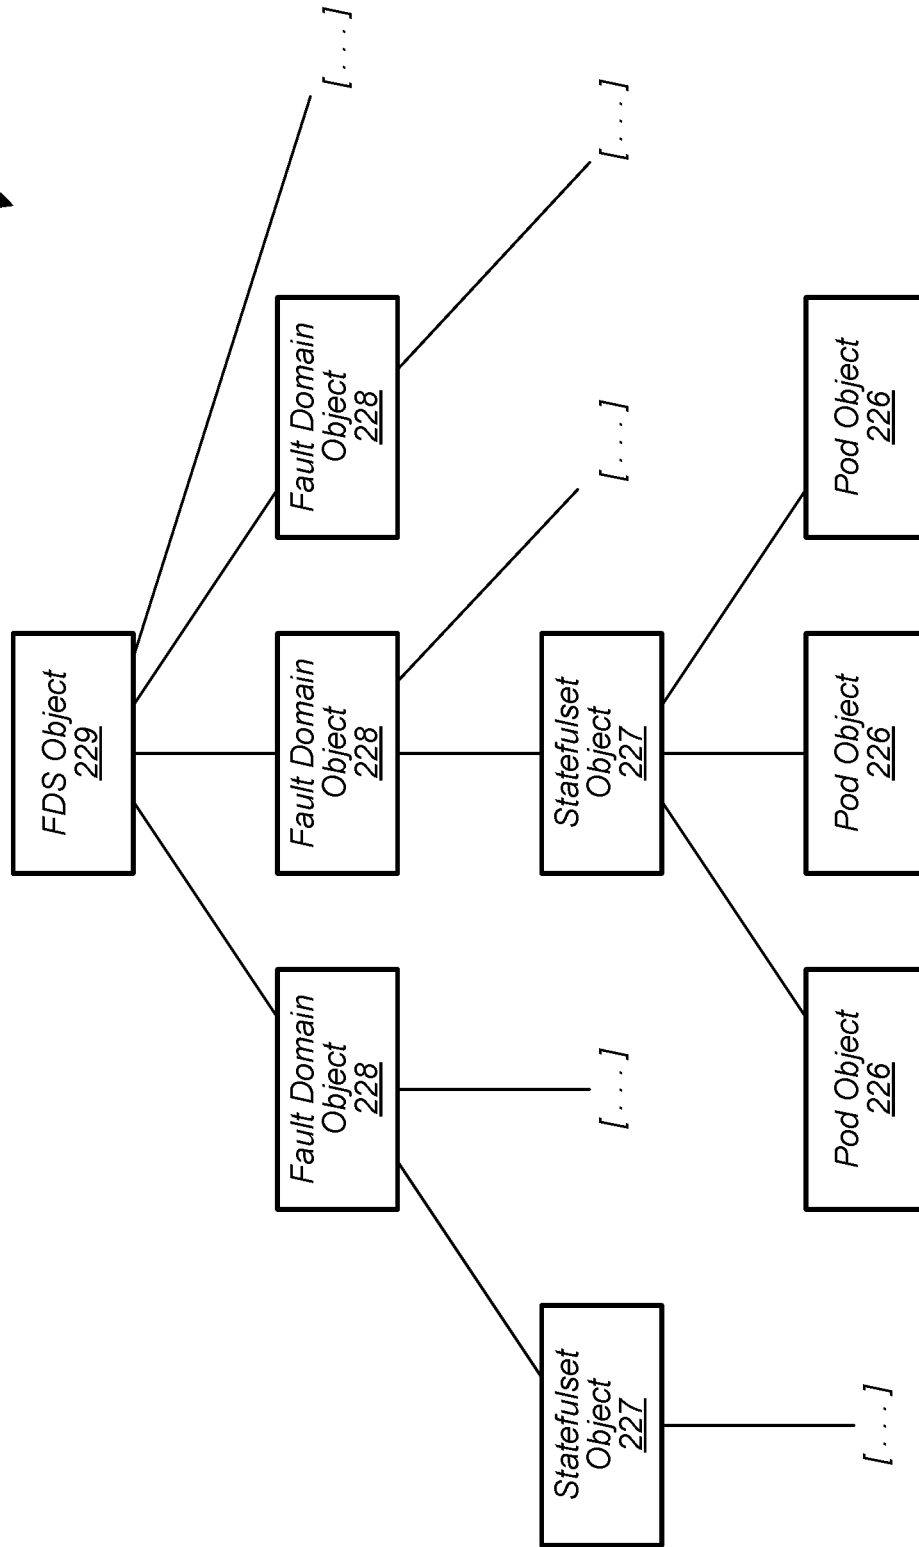 FDS Object
229
Fault Domain
Object
228
Fault Domain
Object
228
Fault Domain
Object
228
[....]
Statefulset
Object
227
[....]
Statefulset
Object
227
[....]
[....]
[....]
Pod Object
226
Pod Object
226
Pod Object
226